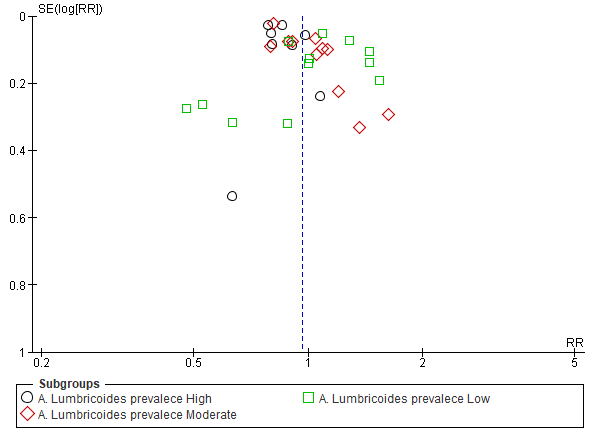 SE(log[RR])
0
0.2
0.4
0.6
0.8
1
RR
0.2 0.5 1 2 5
Subgroups
A. Lumbricoides prevalece High A. Lumbricoides prevalece Low
A. Lumbricoides prevalece Moderate